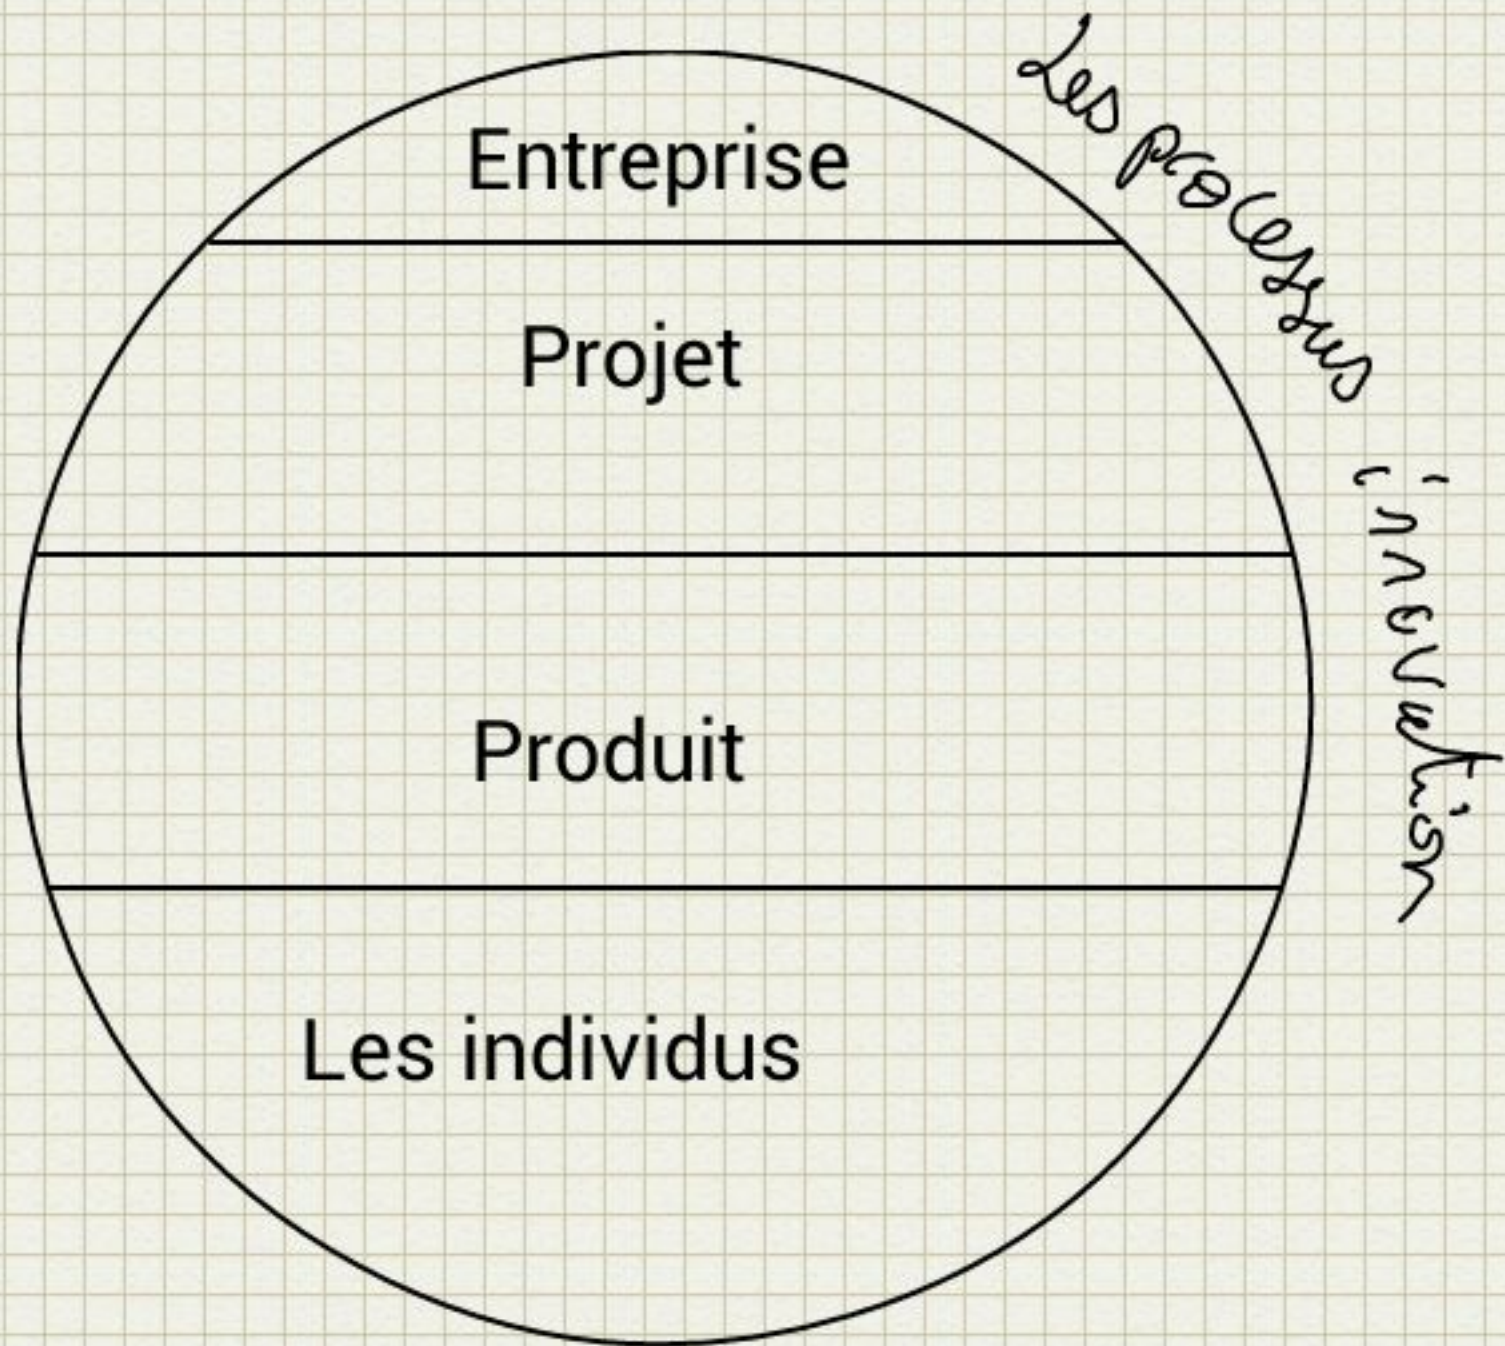 Entreprise
Projet
Produit
Les individus
Les processus innovation